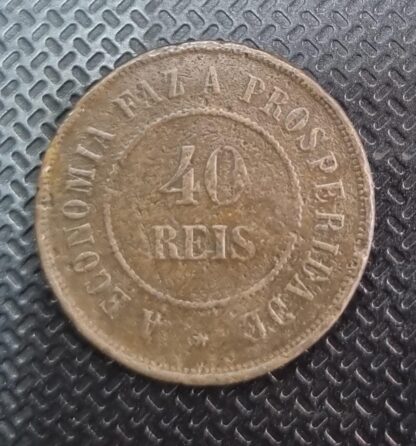 A ECONOMIA FAZ A PROSPERIDADE
40
REIS